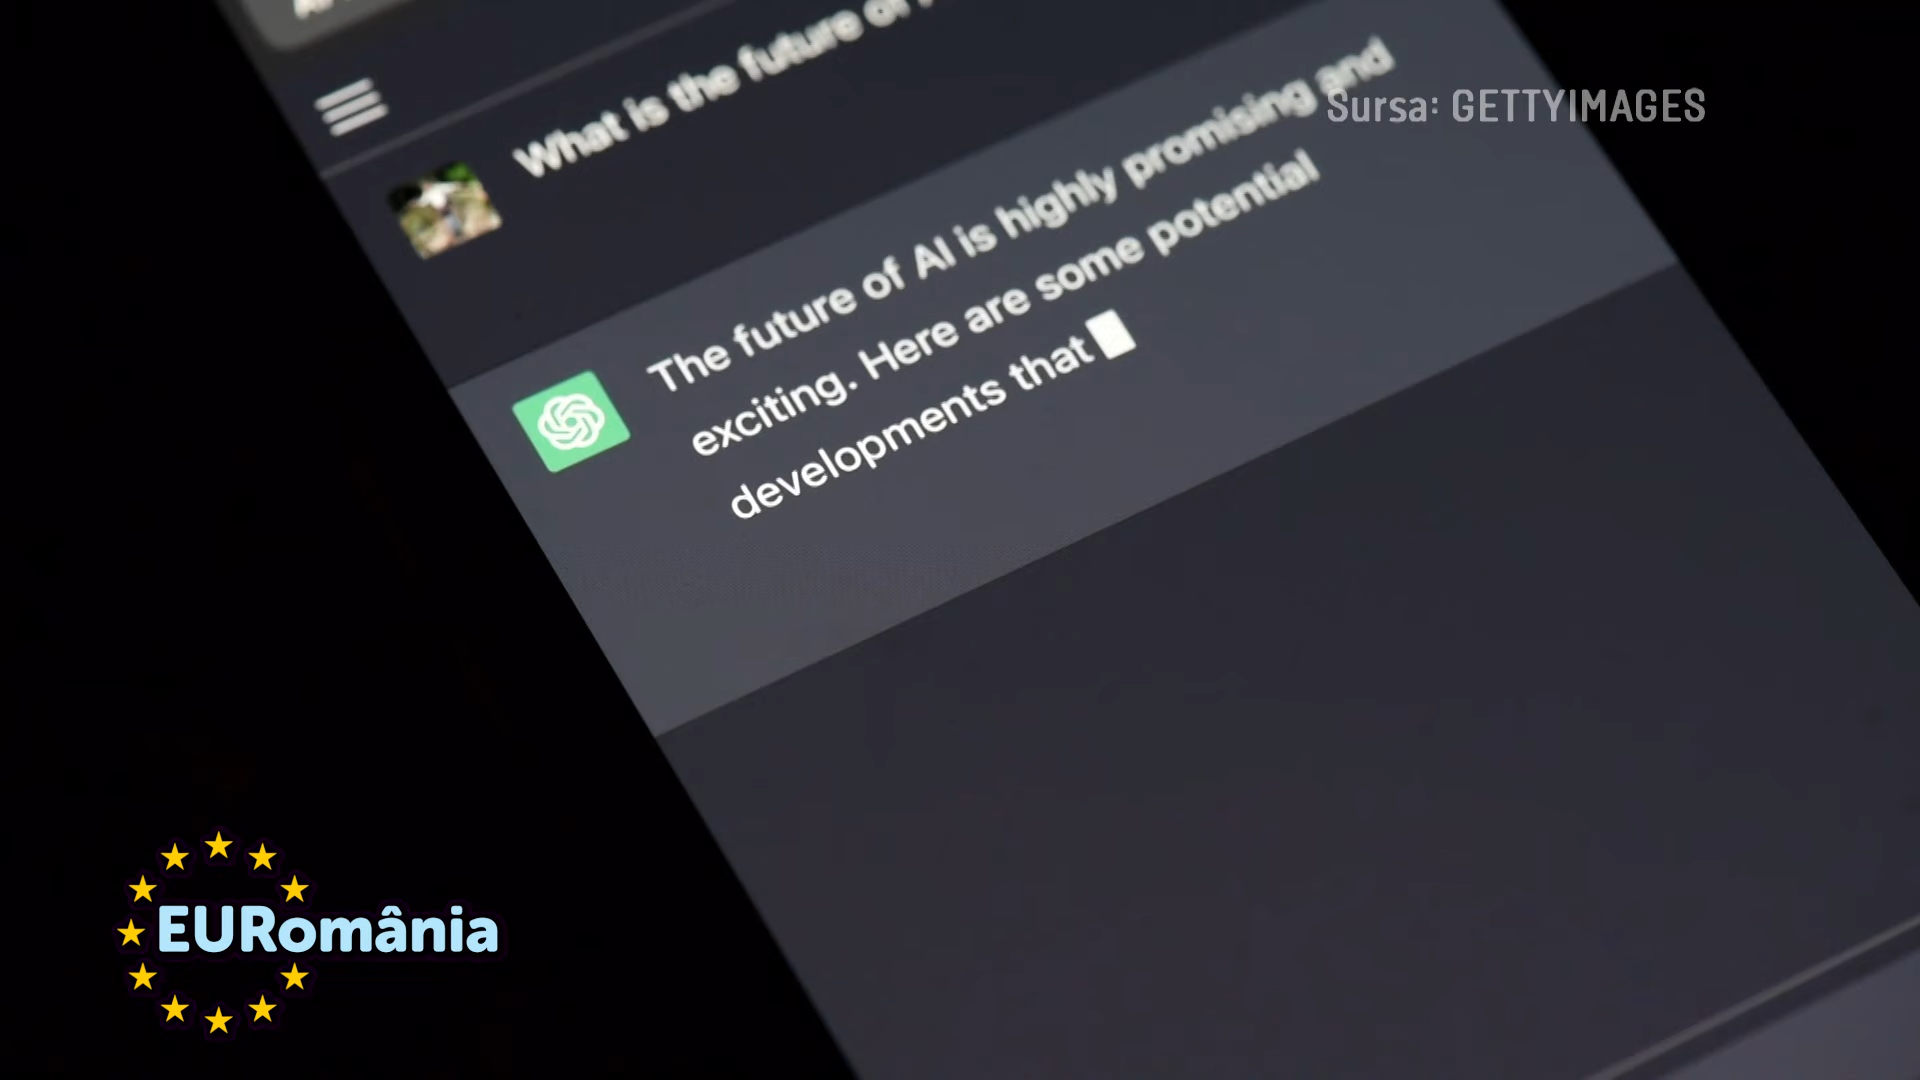 What is the future of
Sursa: GETTYIMAGES
The future of AI is highly promising and
exciting. Here are some potential
developments that
EURomânia